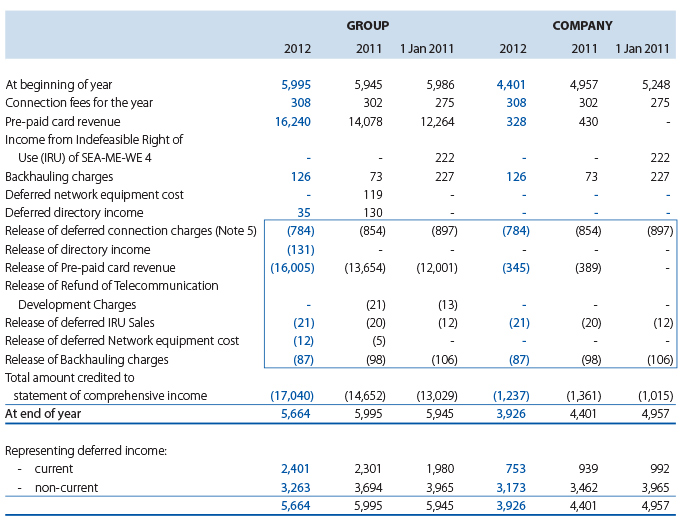 GROUP COMPANY
2012 2011 1 Jan 2011 2012 2011 1 Jan 2011
At beginning of year 5,995 5,945 5,986 4,401 4,957 5,248
Connection fees for the year 308 302 275 308 302 275
Pre-paid card revenue 16,240 14,078 12,264 328 430 -
Income from Indefeasible Right of
Use (IRU) of SEA-ME-WE 4 - - 222 - - 222
Backhauling charges 126 73 227 126 73 227
Deferred network equipment cost - 119 - - - -
Deferred directory income 35 130 - - - -
Release of deferred connection charges (Note 5) (784) (854) (897) (784) (854) (897)
Release of directory income (131) - - - - -
Release of Pre-paid card revenue (16,005) (13,654) (12,001) (345) (389) -
Release of Refund of Telecommunication
Development Charges - (21) (13) - - -
Release of deferred IRU Sales (21) (20) (12) (21) (20) (12)
Release of deferred Network equipment cost (12) (5) - - - -
Release of Backhauling charges (87) (98) (106) (87) (98) (106)
Total amount credited to
statement of comprehensive income (17,040) (14,652) (13,029) (1,237) (1,361) (1,015)
At end of year 5,664 5,995 5,945 3,926 4,401 4,957
Representing deferred income:
- current 2,401 2,301 1,980 753 939 992
- non-current 3,263 3,694 3,965 3,173 3,462 3,965
5,664 5,995 5,945 3,926 4,401 4,957